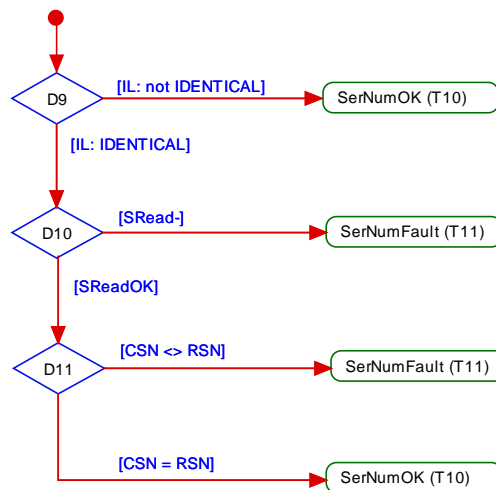 [IL: not IDENTICAL]
D9
SerNumOK (T10)
[IL: IDENTICAL]
[SRead-]
D10
SerNumFault (T11)
[SReadOK]
[CSN <> RSN]
D11
SerNumFault (T11)
[CSN = RSN]
SerNumOK (T10)